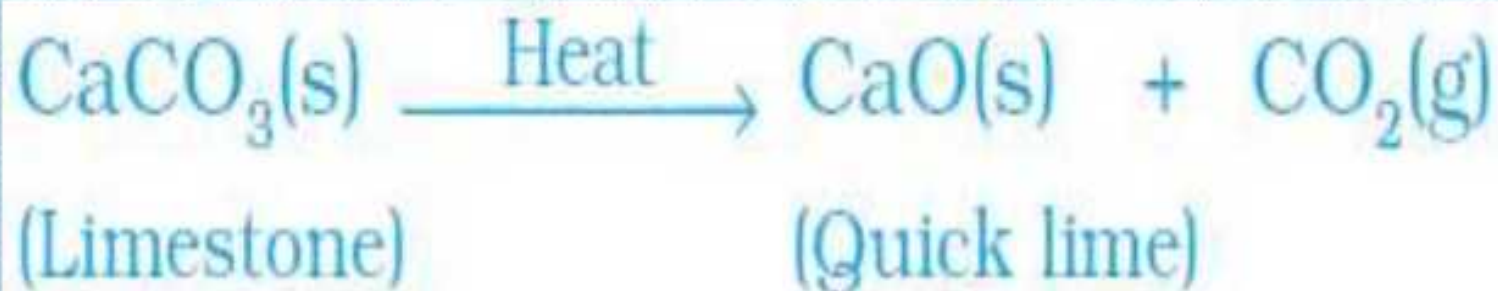 CaCO₃(s) Heat → CaO(s) + CO₂(g)
(Limestone) (Quick lime)